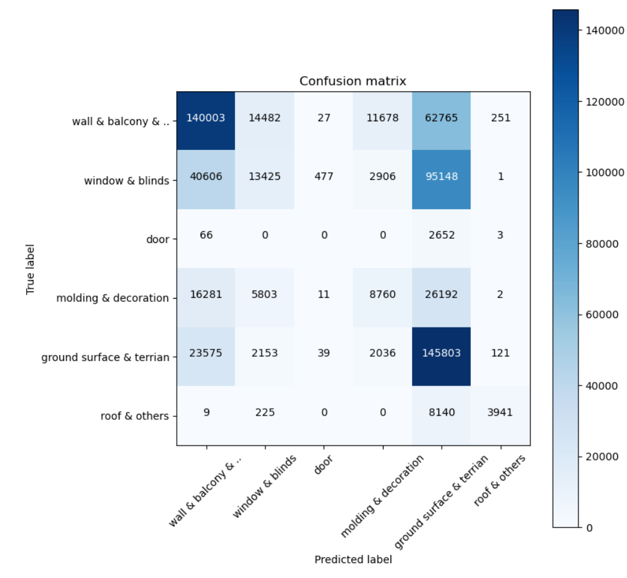 Confusion matrix
wall & balcony & .. 140003 14482 27 11678 62765 251
window & blinds 40606 13425 477 2906 95148 1
door 66 0 0 0 2652 3
molding & decoration 16281 5803 11 8760 26192 2
ground surface & terrian 23575 2153 39 2036 145803 121
roof & others 9 225 0 0 8140 3941
True label
wall & balcony & ..
window & blinds
door
molding & decoration
ground surface & terrian
roof & others
Predicted label
140000
120000
100000
80000
60000
40000
20000
0